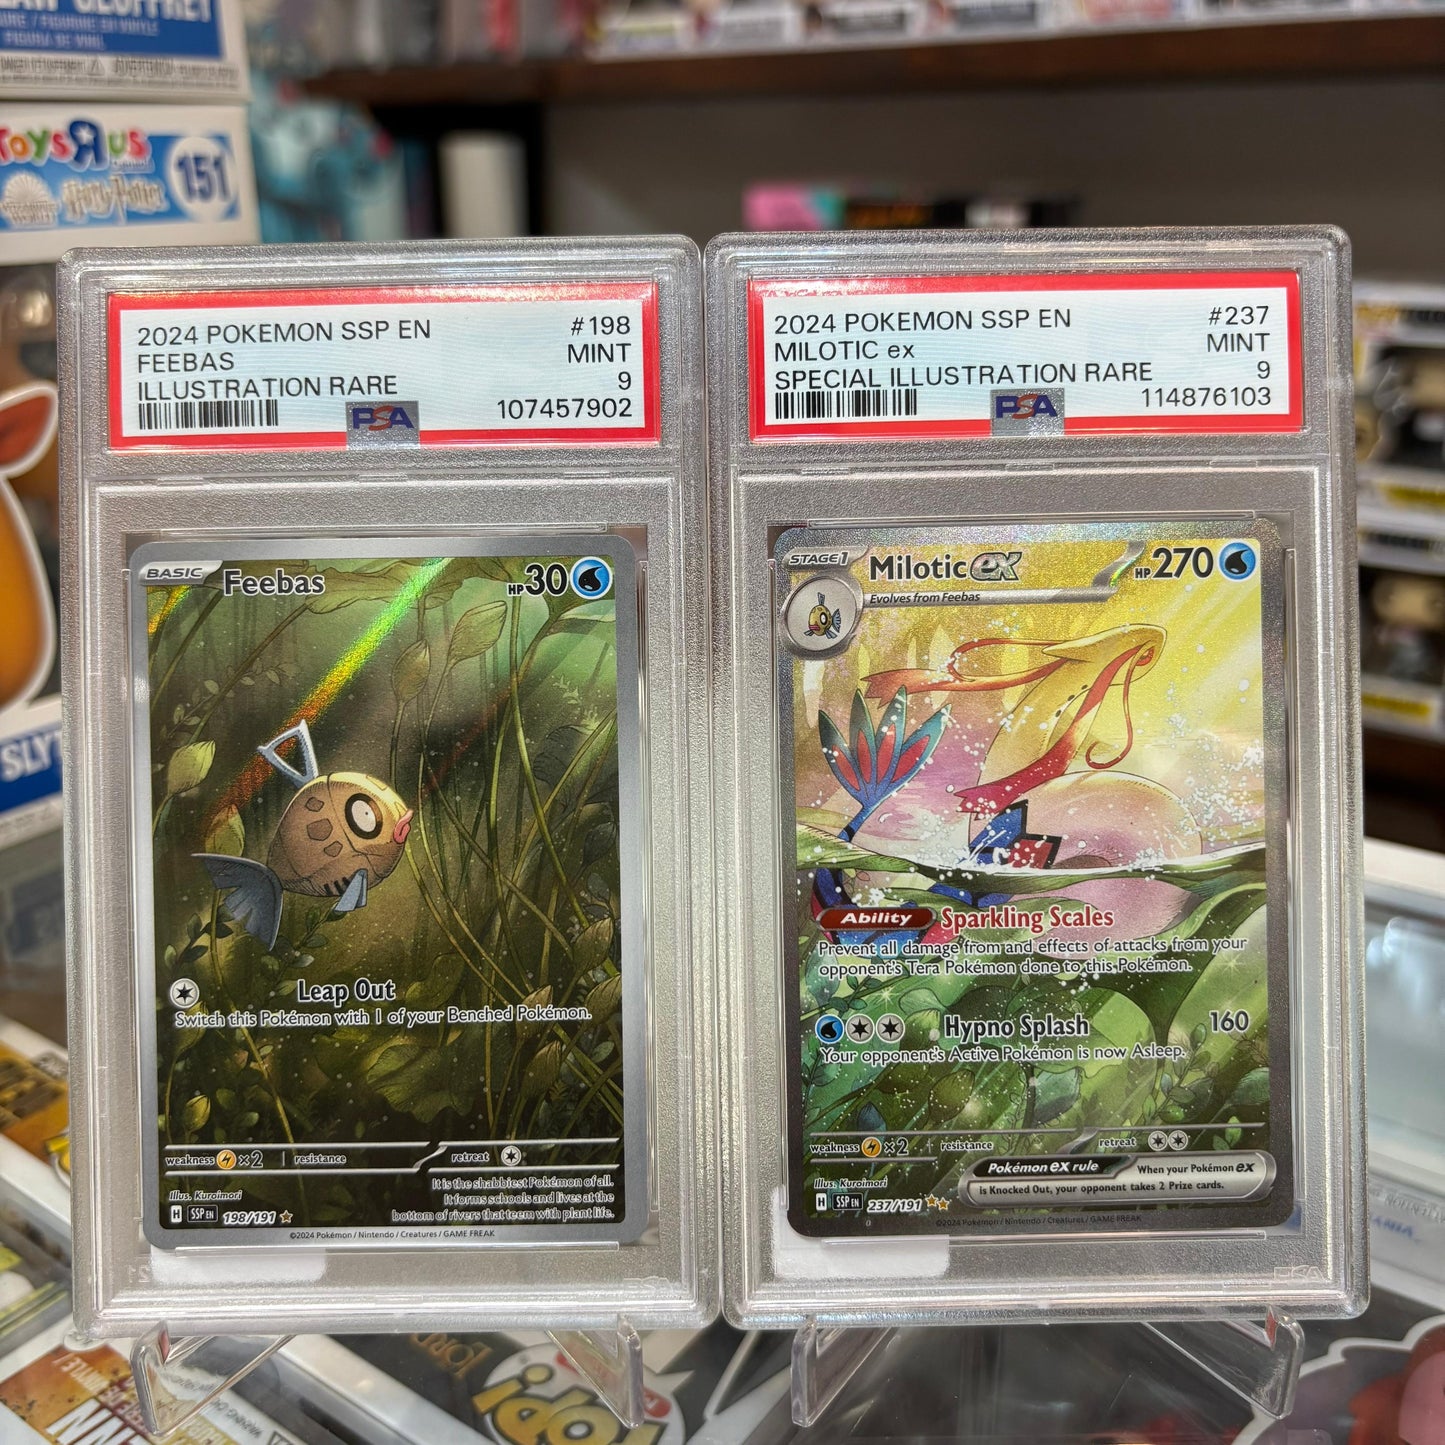 TOYS R US
Harry Potter
151
2024 POKEMON SSP EN #198
FEEBAS MINT
ILLUSTRATION RARE 9
PSA 107457902
BASIC Feebas HP30
Leap Out
Switch this Pokémon with 1 of your Benched Pokémon.
weakness ×2 resistance retreat
It is the shabbiest Pokémon of all.
It forms schools and lives at the
bottom of rivers that teem with plant life.
Illus. Kuroimori
H SSP EN 198/191
©2024 Pokémon / Nintendo / Creatures / GAME FREAK
2024 POKEMON SSP EN #237
MILOTIC ex MINT
SPECIAL ILLUSTRATION RARE 9
PSA 114876103
STAGE 1 Milotic ex HP270
Evolves from Feebas
Ability Sparkling Scales
Prevent all damage from and effects of attacks from your
opponent's Tera Pokémon done to this Pokémon.
Hypno Splash 160
Your opponent's Active Pokémon is now Asleep.
weakness ×2 resistance retreat
Pokémon ex rule When your Pokémon ex
is Knocked Out, your opponent takes 2 Prize cards.
Illus. Kuroimori
H SSP EN 237/191
©2024 Pokémon / Nintendo / Creatures / GAME FREAK
SLYT
POP!